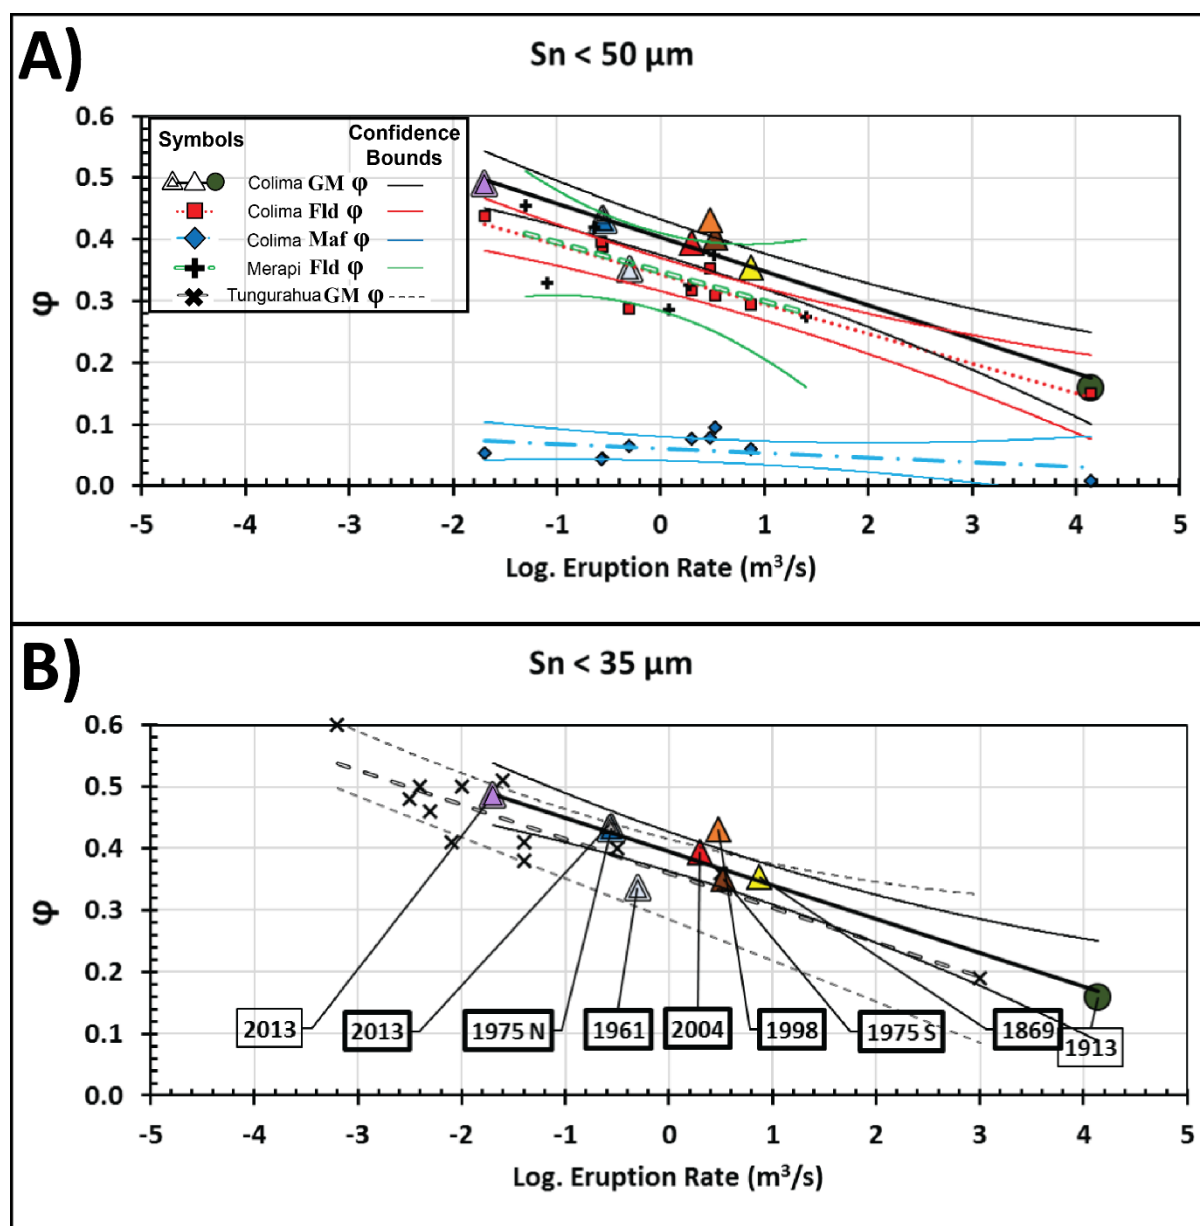 A)
Sn < 50 µm
0.6
0.5
0.4
0.3
0.2
0.1
0.0
φ
Symbols
Confidence
Bounds
Colima GM φ
Colima Fld φ
Colima Maf φ
Merapi Fld φ
Tungurahua GM φ
-5 -4 -3 -2 -1 0 1 2 3 4 5
Log. Eruption Rate (m³/s)
B)
Sn < 35 µm
0.6
0.5
0.4
0.3
0.2
0.1
0.0
φ
2013 2013 1975 N 1961 2004 1998 1975 S 1869 1913
-5 -4 -3 -2 -1 0 1 2 3 4 5
Log. Eruption Rate (m³/s)